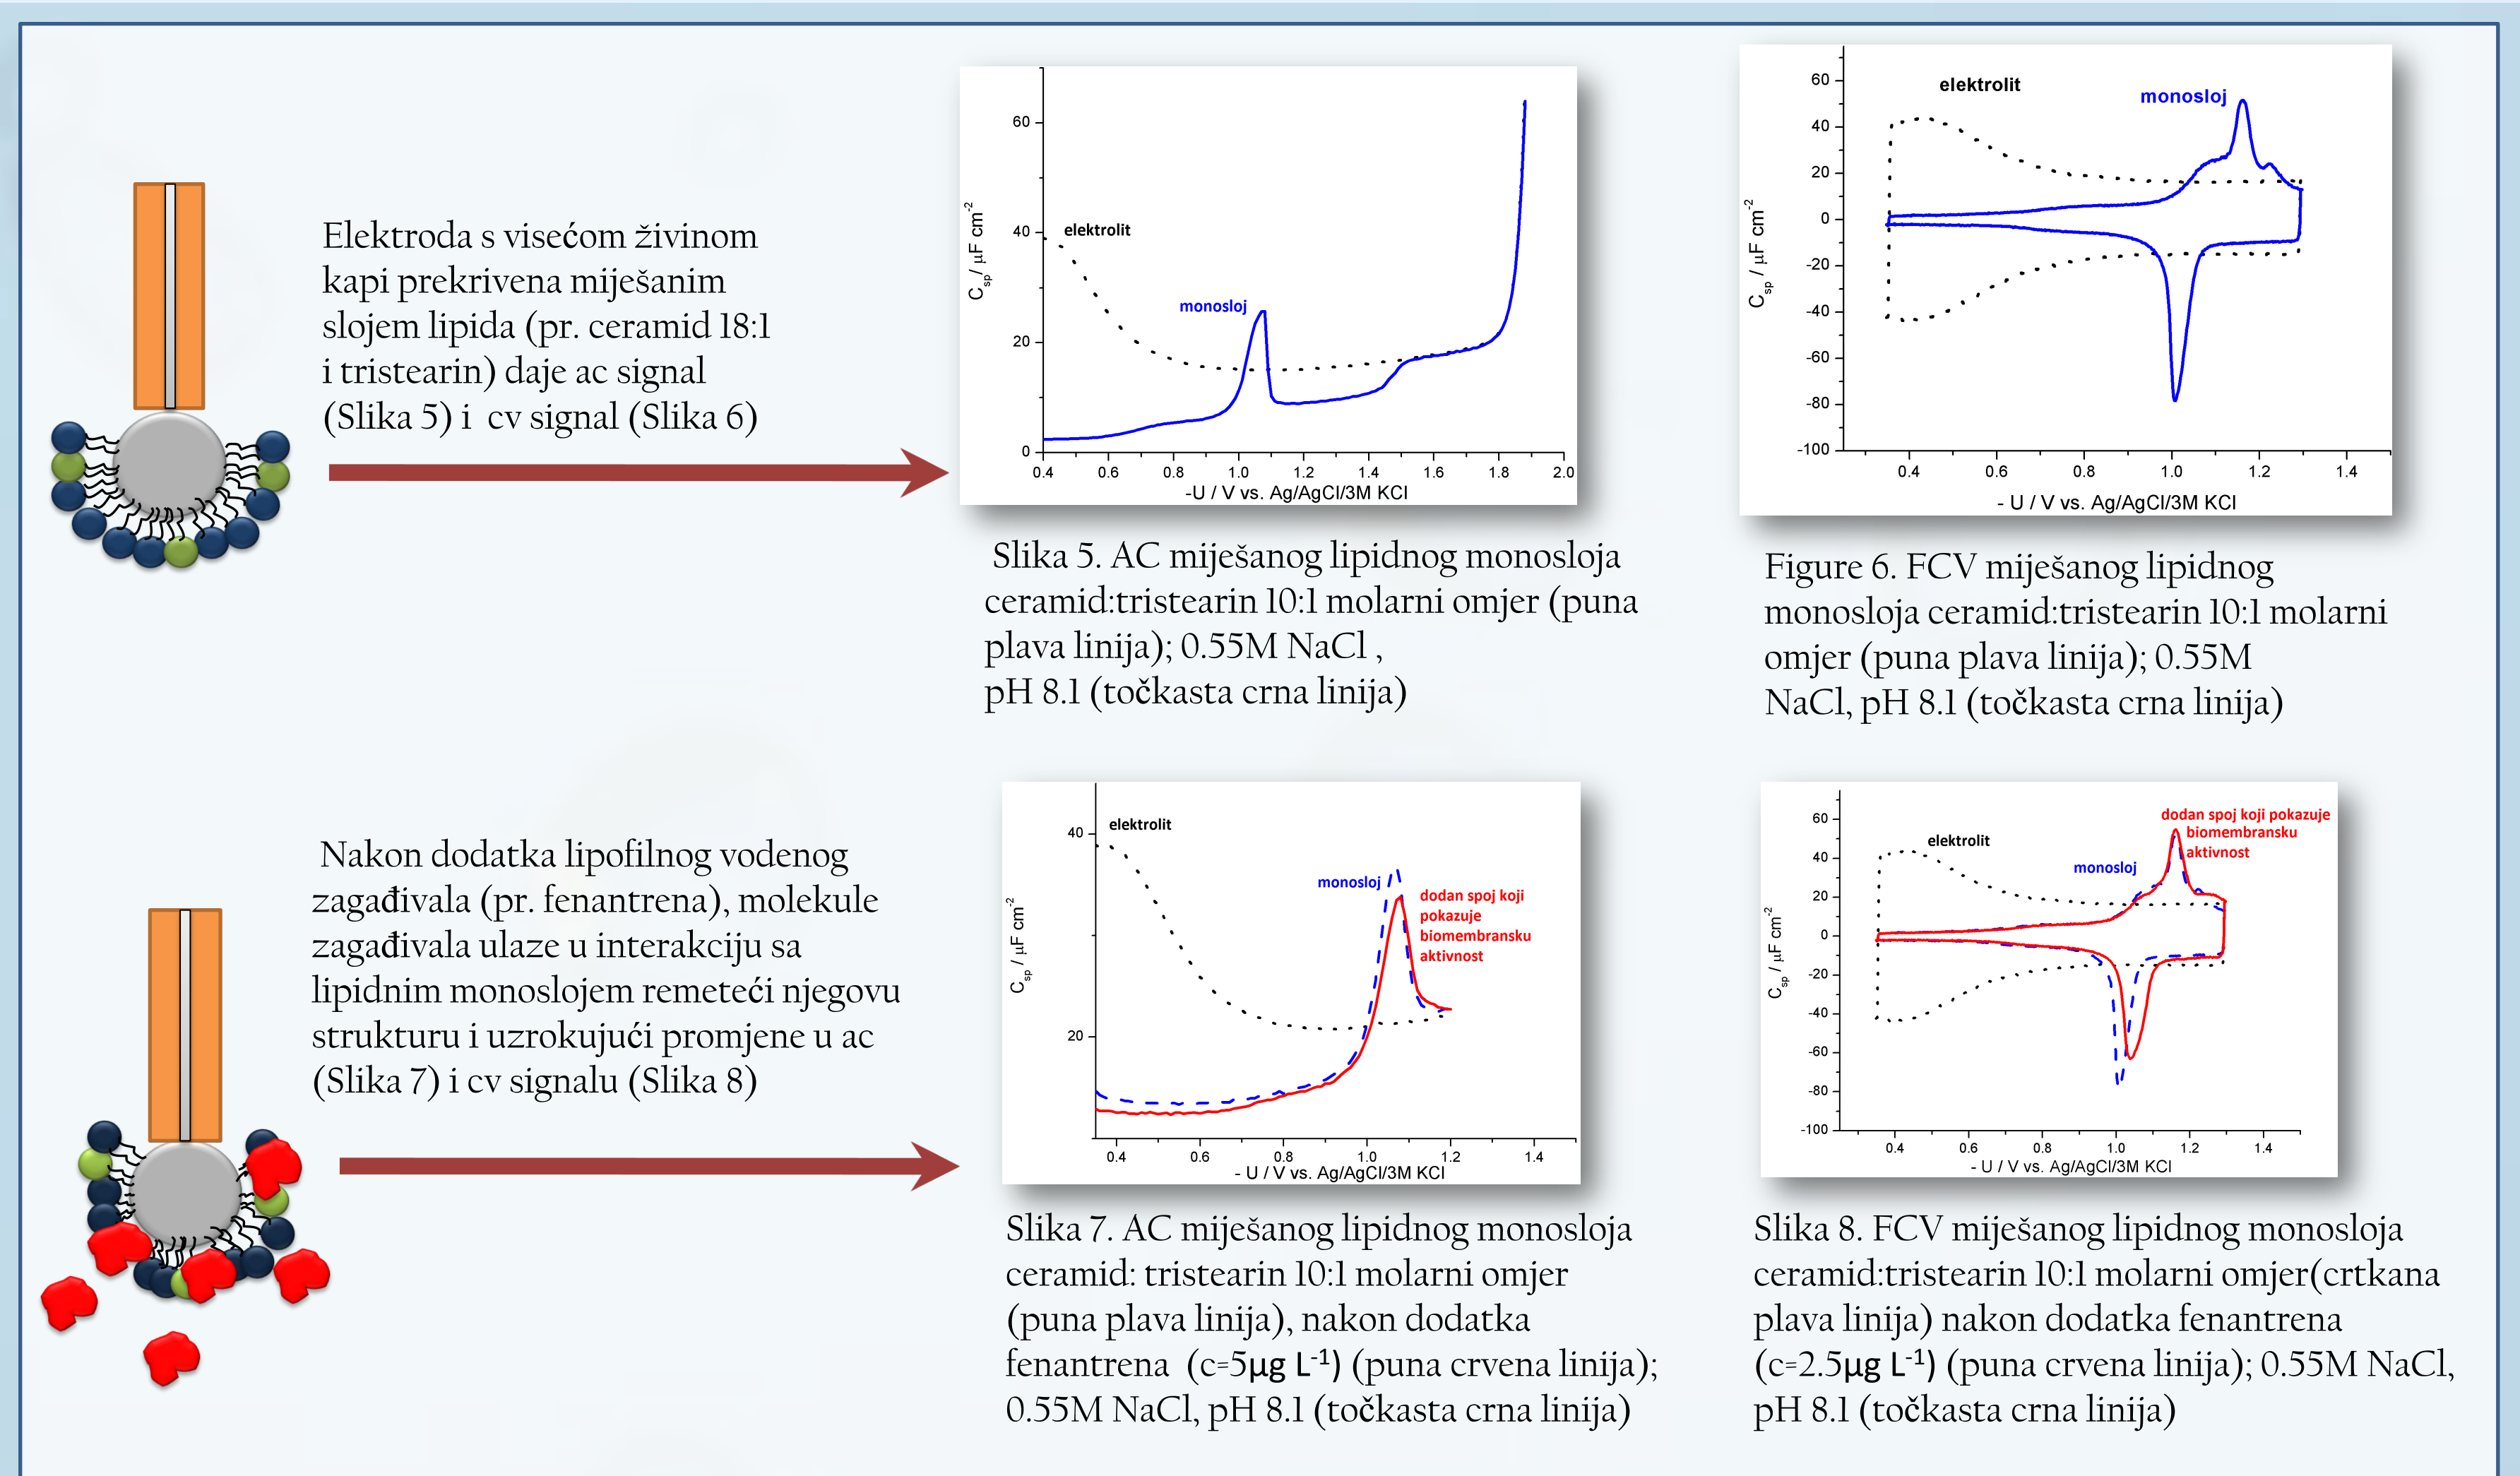 Elektroda s visećom živinom
kapi prekrivena miješanim
slojem lipida (pr. ceramid 18:1
i tristearin) daje ac signal
(Slika 5) i cv signal (Slika 6)
60
40
20
0
C_sp / µF cm⁻²
elektrolit
monosloj
0.4 0.6 0.8 1.0 1.2 1.4 1.6 1.8 2.0
-U / V vs. Ag/AgCl/3M KCl
Slika 5. AC miješanog lipidnog monosloja
ceramid:tristearin 10:1 molarni omjer (puna
plava linija); 0.55M NaCl ,
pH 8.1 (točkasta crna linija)
60
40
20
0
-20
-40
-60
-80
-100
C_sp / µF cm⁻²
elektrolit
monosloj
0.4 0.6 0.8 1.0 1.2 1.4
- U / V vs. Ag/AgCl/3M KCl
Figure 6. FCV miješanog lipidnog
monosloja ceramid:tristearin 10:1 molarni
omjer (puna plava linija); 0.55M
NaCl, pH 8.1 (točkasta crna linija)
Nakon dodatka lipofilnog vodenog
zagađivala (pr. fenantrena), molekule
zagađivala ulaze u interakciju sa
lipidnim monoslojem remeteći njegovu
strukturu i uzrokujući promjene u ac
(Slika 7) i cv signalu (Slika 8)
40
20
C_sp / µF cm⁻²
elektrolit
monosloj
dodan spoj koji
pokazuje
biomembransku
aktivnost
0.4 0.6 0.8 1.0 1.2 1.4
- U / V vs. Ag/AgCl/3M KCl
Slika 7. AC miješanog lipidnog monosloja
ceramid: tristearin 10:1 molarni omjer
(puna plava linija), nakon dodatka
fenantrena (c=5µg L⁻¹) (puna crvena linija);
0.55M NaCl, pH 8.1 (točkasta crna linija)
60
40
20
0
-20
-40
-60
-80
-100
C_sp / µF cm⁻²
elektrolit
monosloj
dodan spoj koji pokazuje
biomembransku
aktivnost
0.4 0.6 0.8 1.0 1.2 1.4
- U / V vs. Ag/AgCl/3M KCl
Slika 8. FCV miješanog lipidnog monosloja
ceramid:tristearin 10:1 molarni omjer(crtkana
plava linija) nakon dodatka fenantrena
(c=2.5µg L⁻¹) (puna crvena linija); 0.55M NaCl,
pH 8.1 (točkasta crna linija)